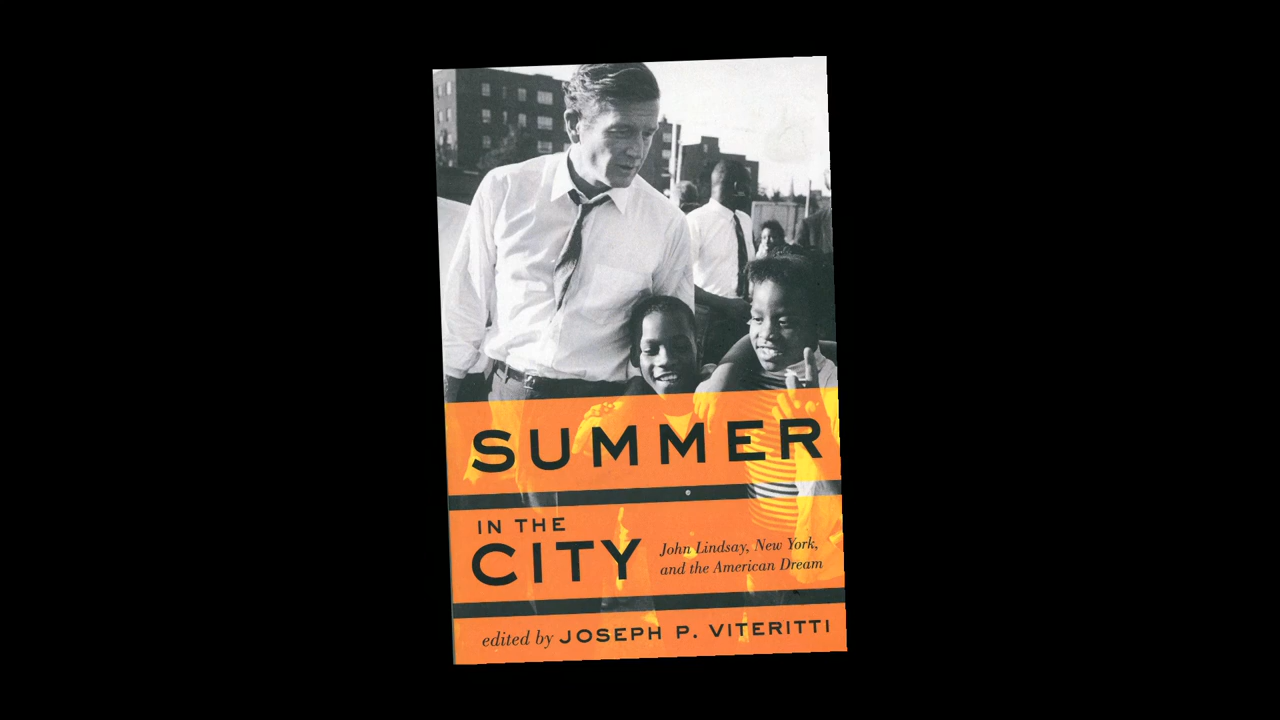 SUMMER
IN THE
CITY
John Lindsay, New York,
and the American Dream
edited by JOSEPH P. VITERITTI